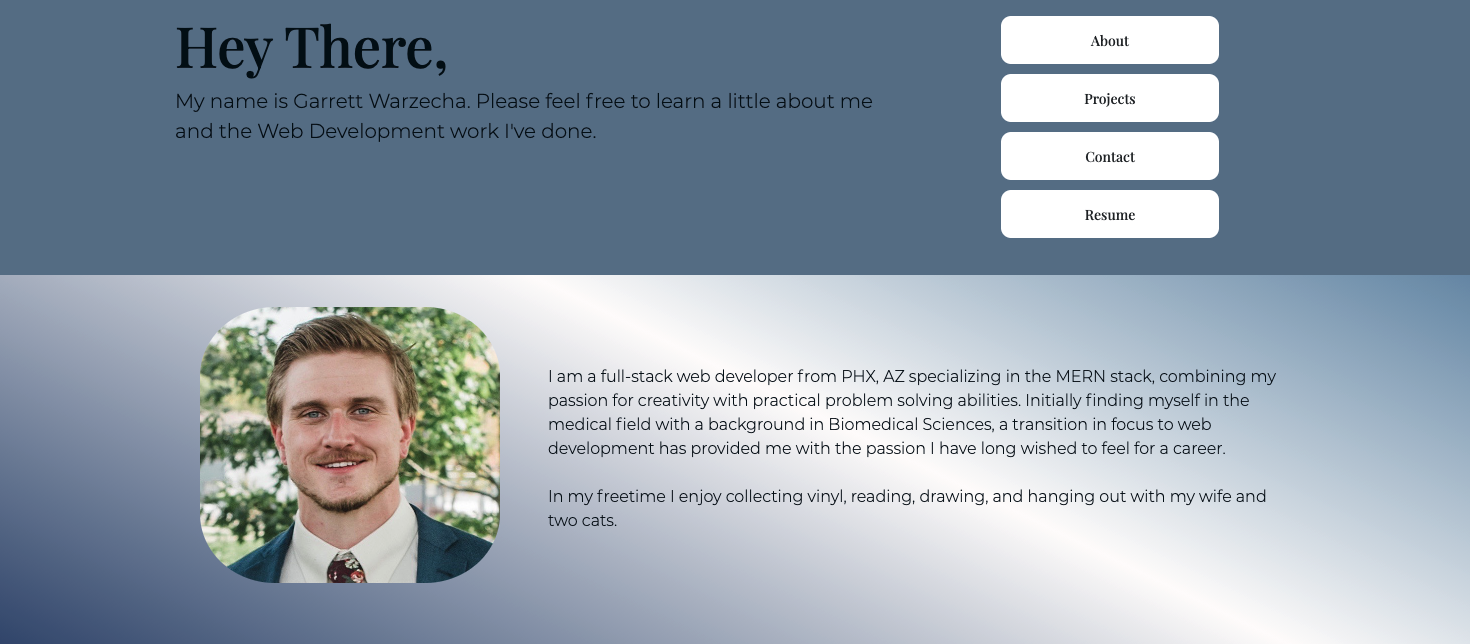 Hey There,
My name is Garrett Warzecha. Please feel free to learn a little about me
and the Web Development work I've done.
About
Projects
Contact
Resume
I am a full-stack web developer from PHX, AZ specializing in the MERN stack, combining my
passion for creativity with practical problem solving abilities. Initially finding myself in the
medical field with a background in Biomedical Sciences, a transition in focus to web
development has provided me with the passion I have long wished to feel for a career.
In my freetime I enjoy collecting vinyl, reading, drawing, and hanging out with my wife and
two cats.